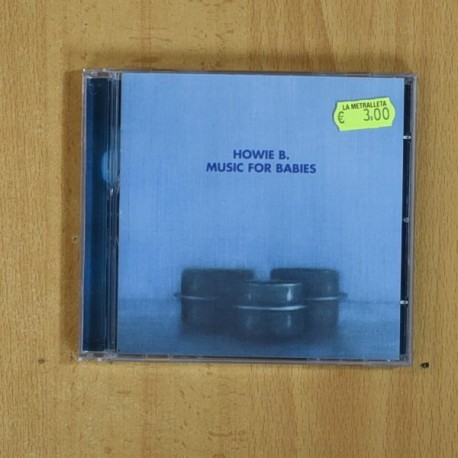 LA METRALLETA
€ 3,00
HOWIE B.
MUSIC FOR BABIES